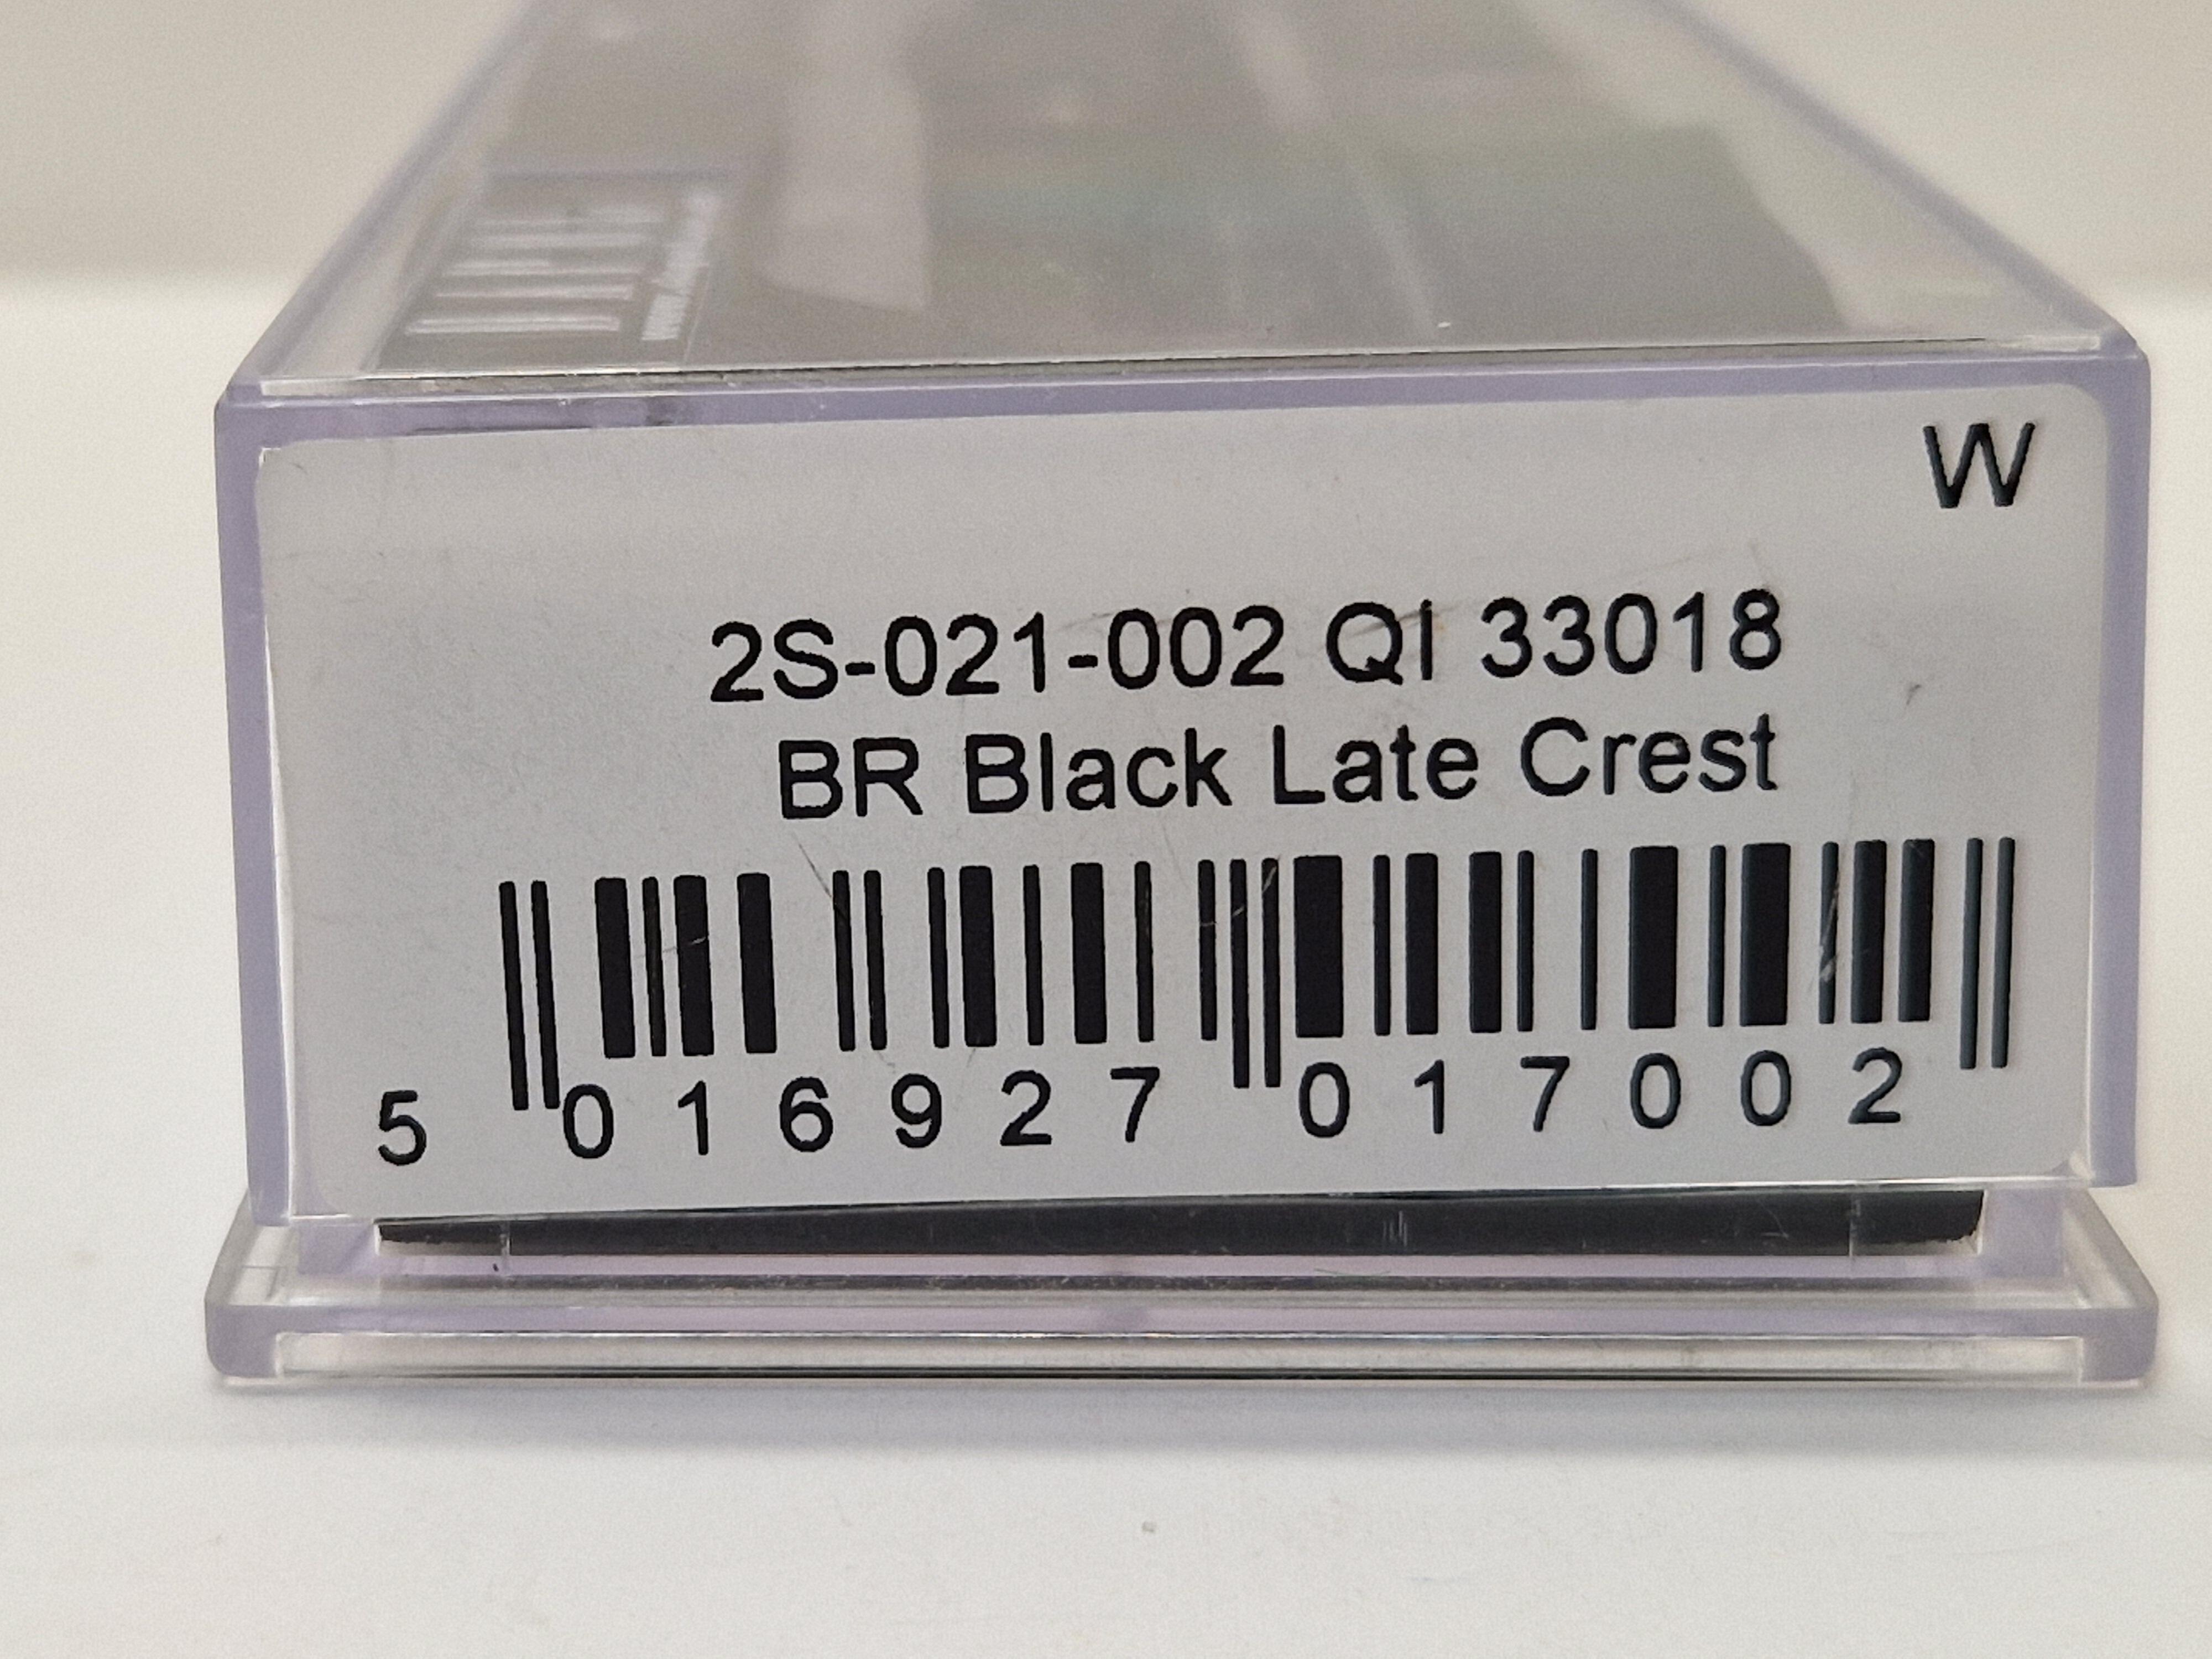 W
2S-021-002 QI 33018
BR Black Late Crest
5 016927 017002